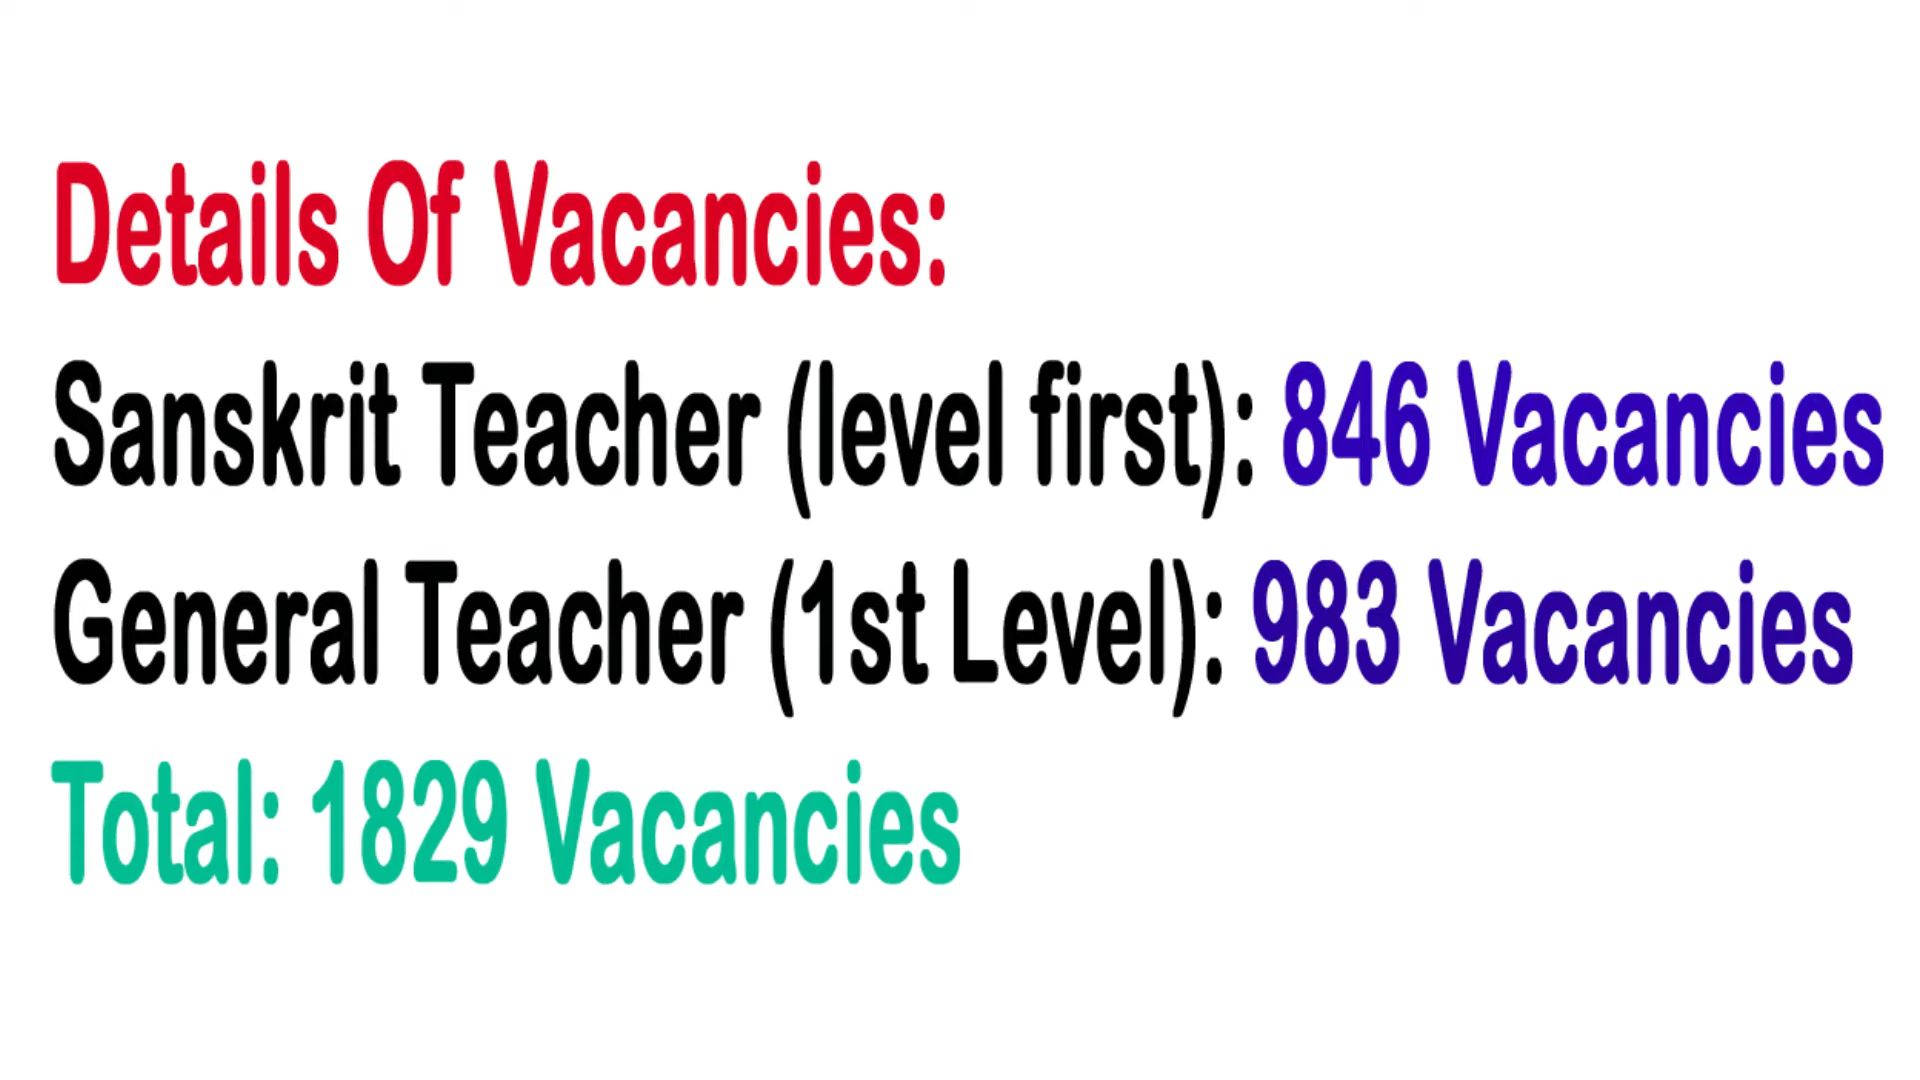 Details Of Vacancies:
Sanskrit Teacher (level first): 846 Vacancies
General Teacher (1st Level): 983 Vacancies
Total: 1829 Vacancies